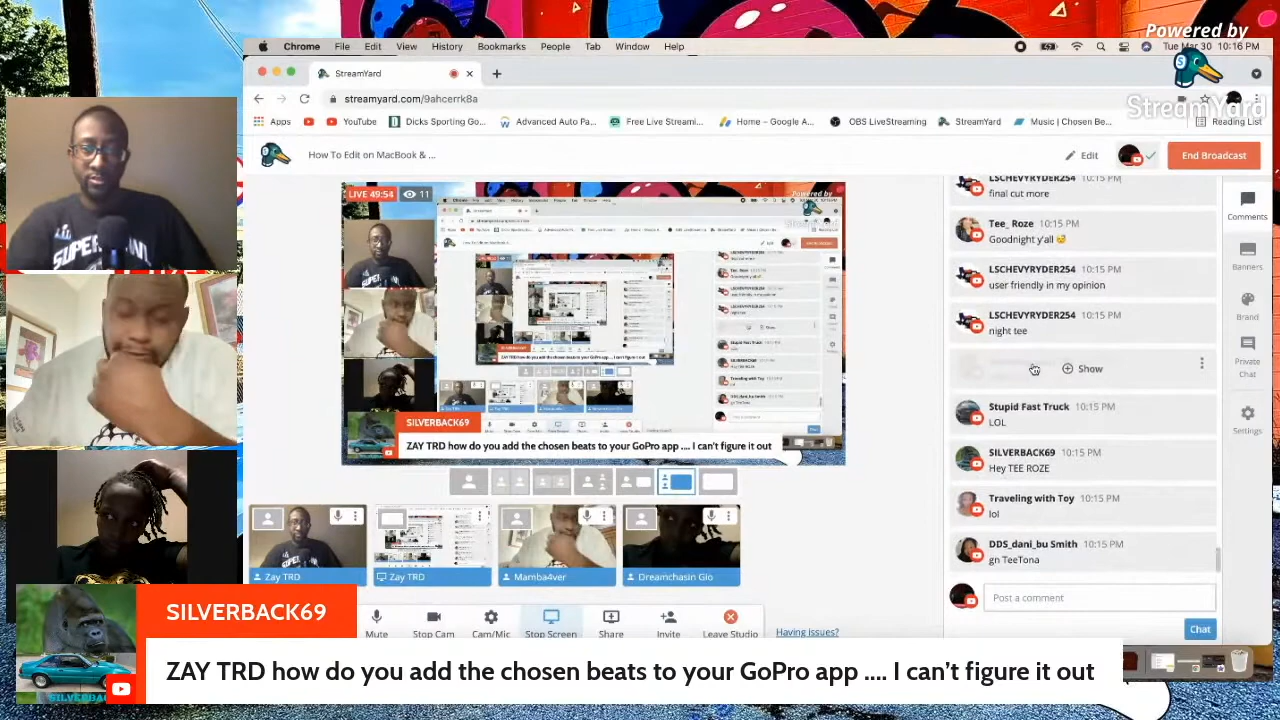 Powered by
StreamYard
Chrome File Edit View History Bookmarks People Tab Window Help
Tue Mar 30 10:16 PM
StreamYard
streamyard.com/9ahcerrk8a
Apps YouTube Dicks Sporting Go... Advanced Auto Pa... Free Live Streami... Home – Google A... OBS LiveStreaming StreamYard Music | Chosen Be... Reading List
How To Edit on MacBook & ...
Edit
End Broadcast
LIVE 49:54 11
LSCHEVYRYDER254 10:15 PM
final cut more
Tee_Roze 10:15 PM
Goodnight y'all 😴
LSCHEVYRYDER254 10:15 PM
user friendly in my opinion
LSCHEVYRYDER254 10:15 PM
night tee
Show
Stupid Fast Truck 10:15 PM
LOL
SILVERBACK69 10:15 PM
Hey TEE ROZE
Traveling with Toy 10:15 PM
lol
DDS_dani_bu Smith 10:15 PM
gn TeeTona
Post a comment
Chat
Comments
Banners
Brand
Private Chat
Settings
SILVERBACK69
ZAY TRD how do you add the chosen beats to your GoPro app .... I can't figure it out
Zay TRD
Zay TRD
Mamba4ver
Dreamchasin Glo
Mute Stop Cam Cam/Mic Stop Screen Share Invite Leave Studio
Having issues?
SILVERBACK69
ZAY TRD how do you add the chosen beats to your GoPro app .... I can't figure it out